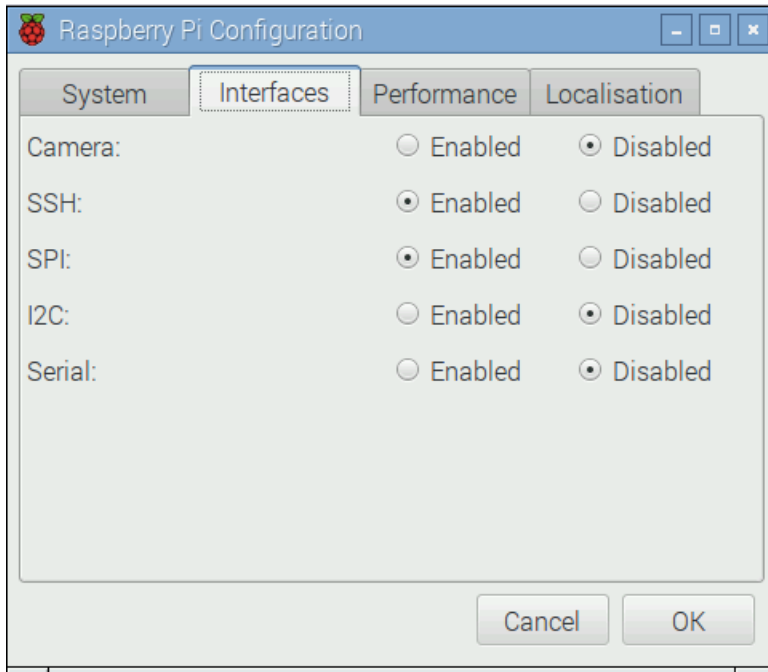 Raspberry Pi Configuration
System Interfaces Performance Localisation
Camera: Enabled Disabled
SSH: Enabled Disabled
SPI: Enabled Disabled
I2C: Enabled Disabled
Serial: Enabled Disabled
Cancel OK